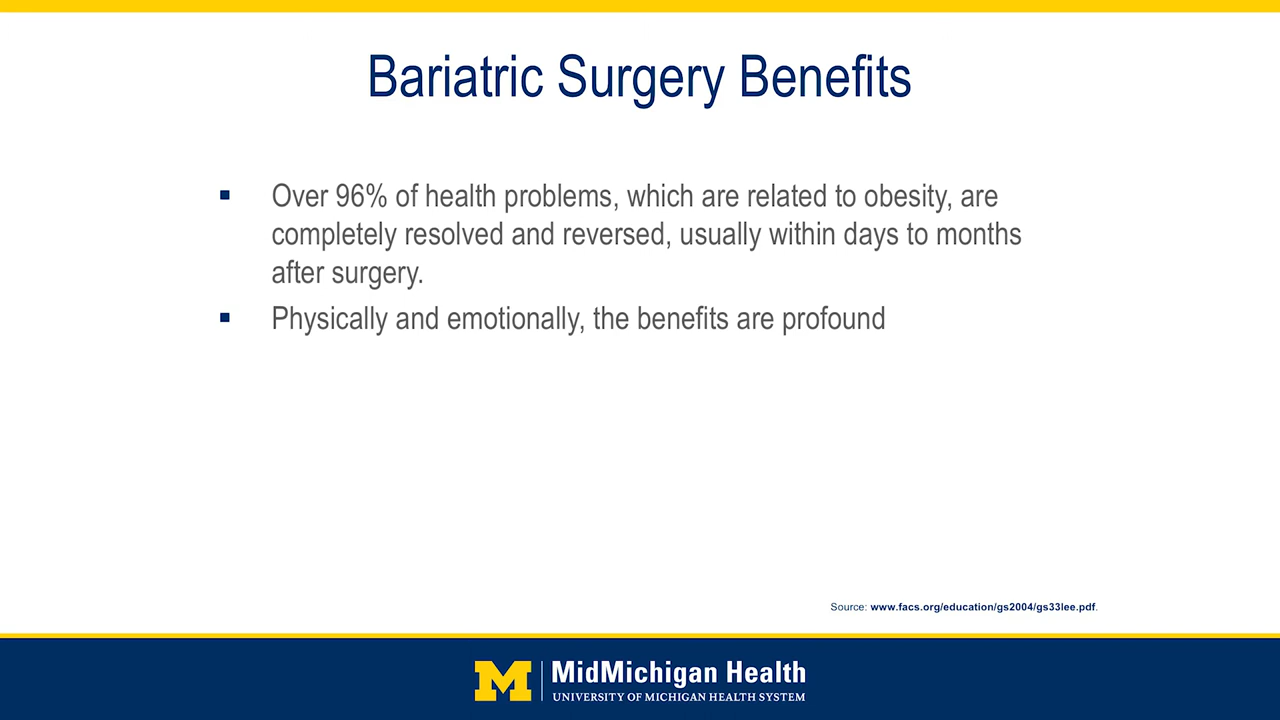 Bariatric Surgery Benefits
▪ Over 96% of health problems, which are related to obesity, are
completely resolved and reversed, usually within days to months
after surgery.
▪ Physically and emotionally, the benefits are profound
Source: www.facs.org/education/gs2004/gs33lee.pdf.
M MidMichigan Health
UNIVERSITY OF MICHIGAN HEALTH SYSTEM